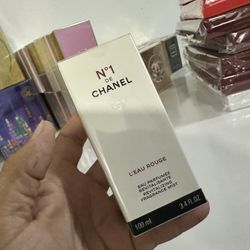 N°1
DE
CHANEL
L'EAU ROUGE
EAU PARFUMÉE
REVITALISANTE
REVITALIZING
FRAGRANCE MIST
100 ml
3.4 FL. OZ.